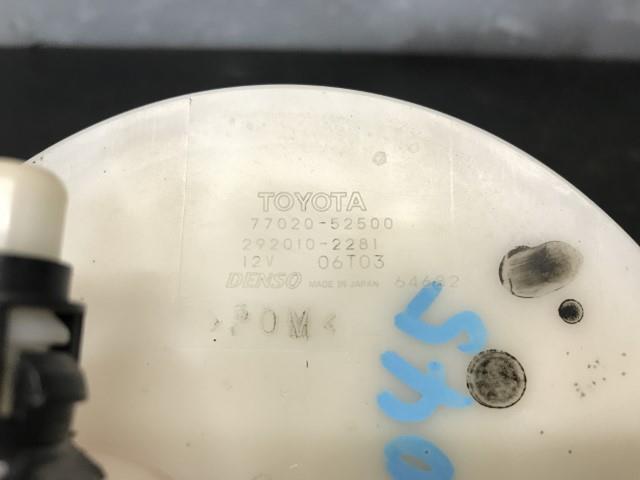 TOYOTA
77020-52500
292010-2281
12V 06T03
DENSO MADE IN JAPAN
>POM<